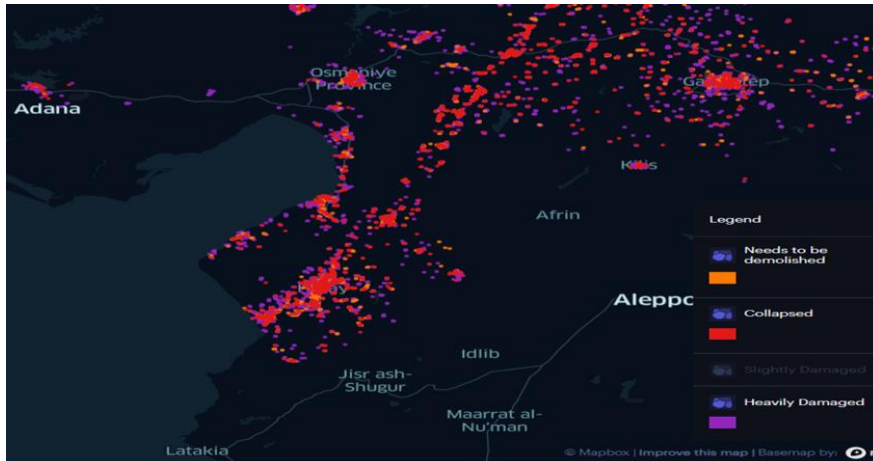 Osmaniye
Province
Adana
Kilis
Afrin
Aleppo
Idlib
Jisr ash-
Shugur
Maarrat al-
Nu'man
Latakia
Legend
Needs to be
demolished
Collapsed
Slightly Damaged
Heavily Damaged
© Mapbox | Improve this map | Basemap by: